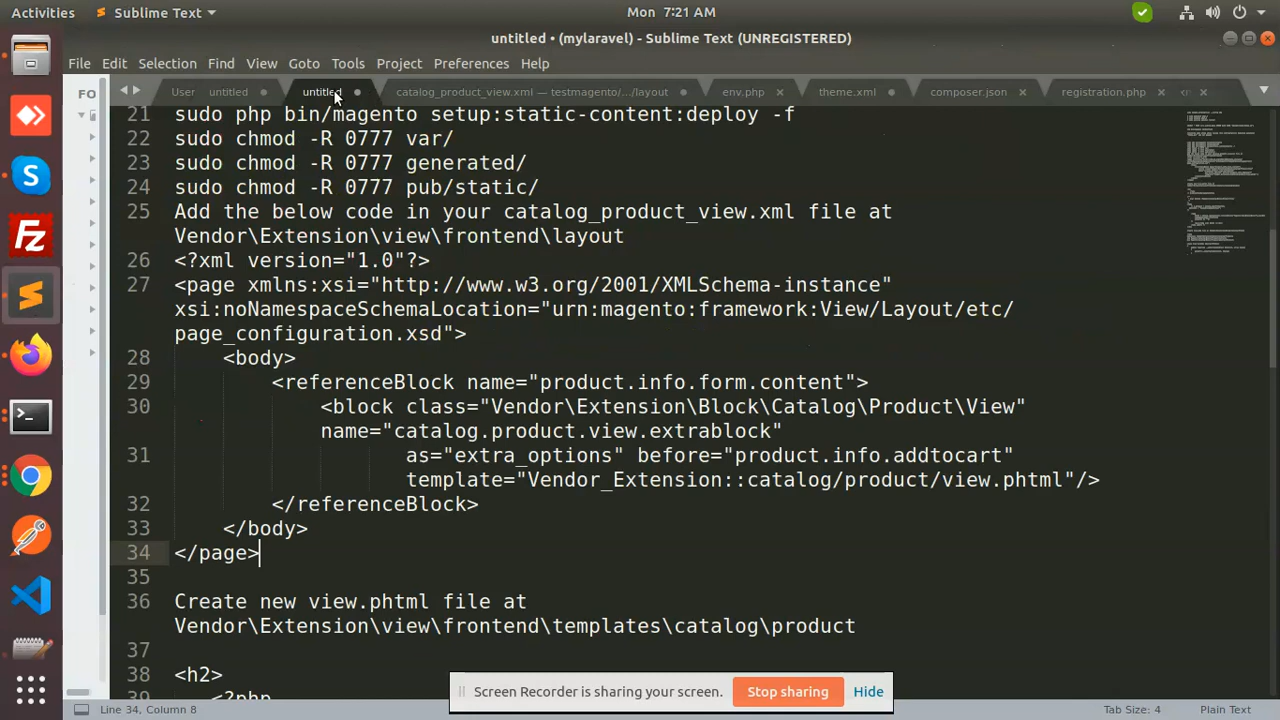 Activities Sublime Text Mon 7:21 AM
untitled • (mylaravel) - Sublime Text (UNREGISTERED)
File Edit Selection Find View Goto Tools Project Preferences Help
FO
User untitled untitled catalog_product_view.xml — testmagento/.../layout env.php theme.xml composer.json registration.php
21 sudo php bin/magento setup:static-content:deploy -f
22 sudo chmod -R 0777 var/
23 sudo chmod -R 0777 generated/
24 sudo chmod -R 0777 pub/static/
25 Add the below code in your catalog_product_view.xml file at
Vendor\Extension\view\frontend\layout
26 <?xml version="1.0"?>
27 <page xmlns:xsi="http://www.w3.org/2001/XMLSchema-instance"
xsi:noNamespaceSchemaLocation="urn:magento:framework:View/Layout/etc/
page_configuration.xsd">
28 <body>
29 <referenceBlock name="product.info.form.content">
30 <block class="Vendor\Extension\Block\Catalog\Product\View"
name="catalog.product.view.extrablock"
31 as="extra_options" before="product.info.addtocart"
template="Vendor_Extension::catalog/product/view.phtml"/>
32 </referenceBlock>
33 </body>
34 </page>
35
36 Create new view.phtml file at
Vendor\Extension\view\frontend\templates\catalog\product
37
38 <h2>
39 <?php
Screen Recorder is sharing your screen. Stop sharing Hide
Line 34, Column 8 Tab Size: 4 Plain Text